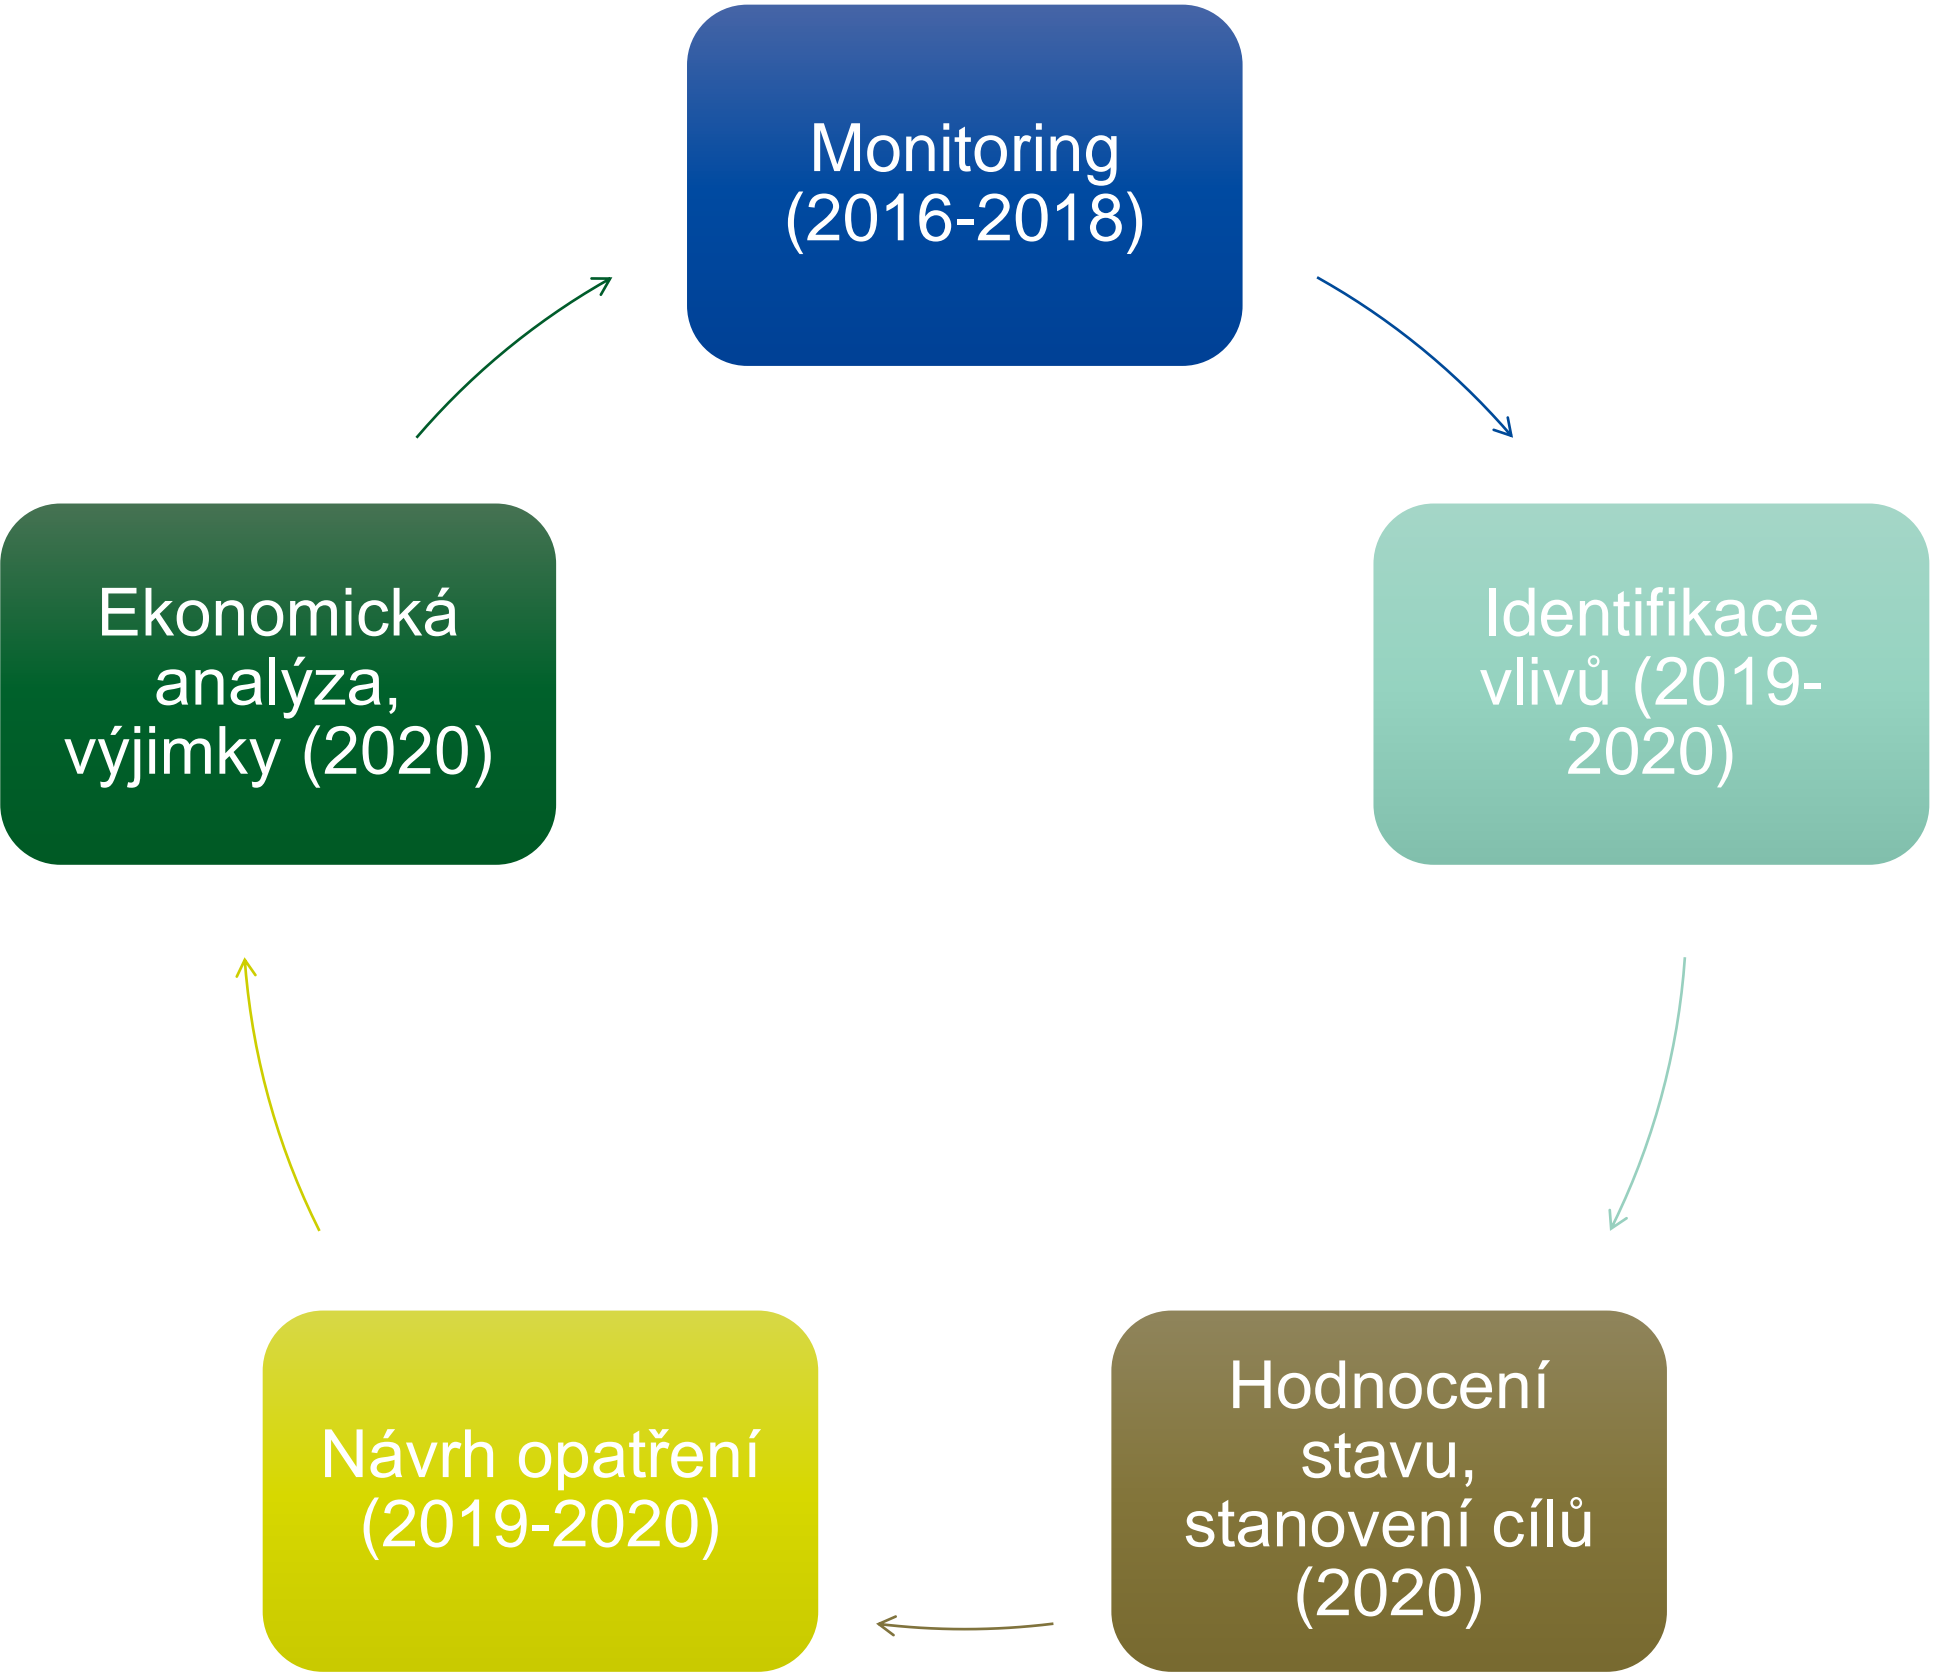 Monitoring
(2016-2018)
Identifikace
vlivů (2019-
2020)
Hodnocení
stavu,
stanovení cílů
(2020)
Návrh opatření
(2019-2020)
Ekonomická
analýza,
výjimky (2020)